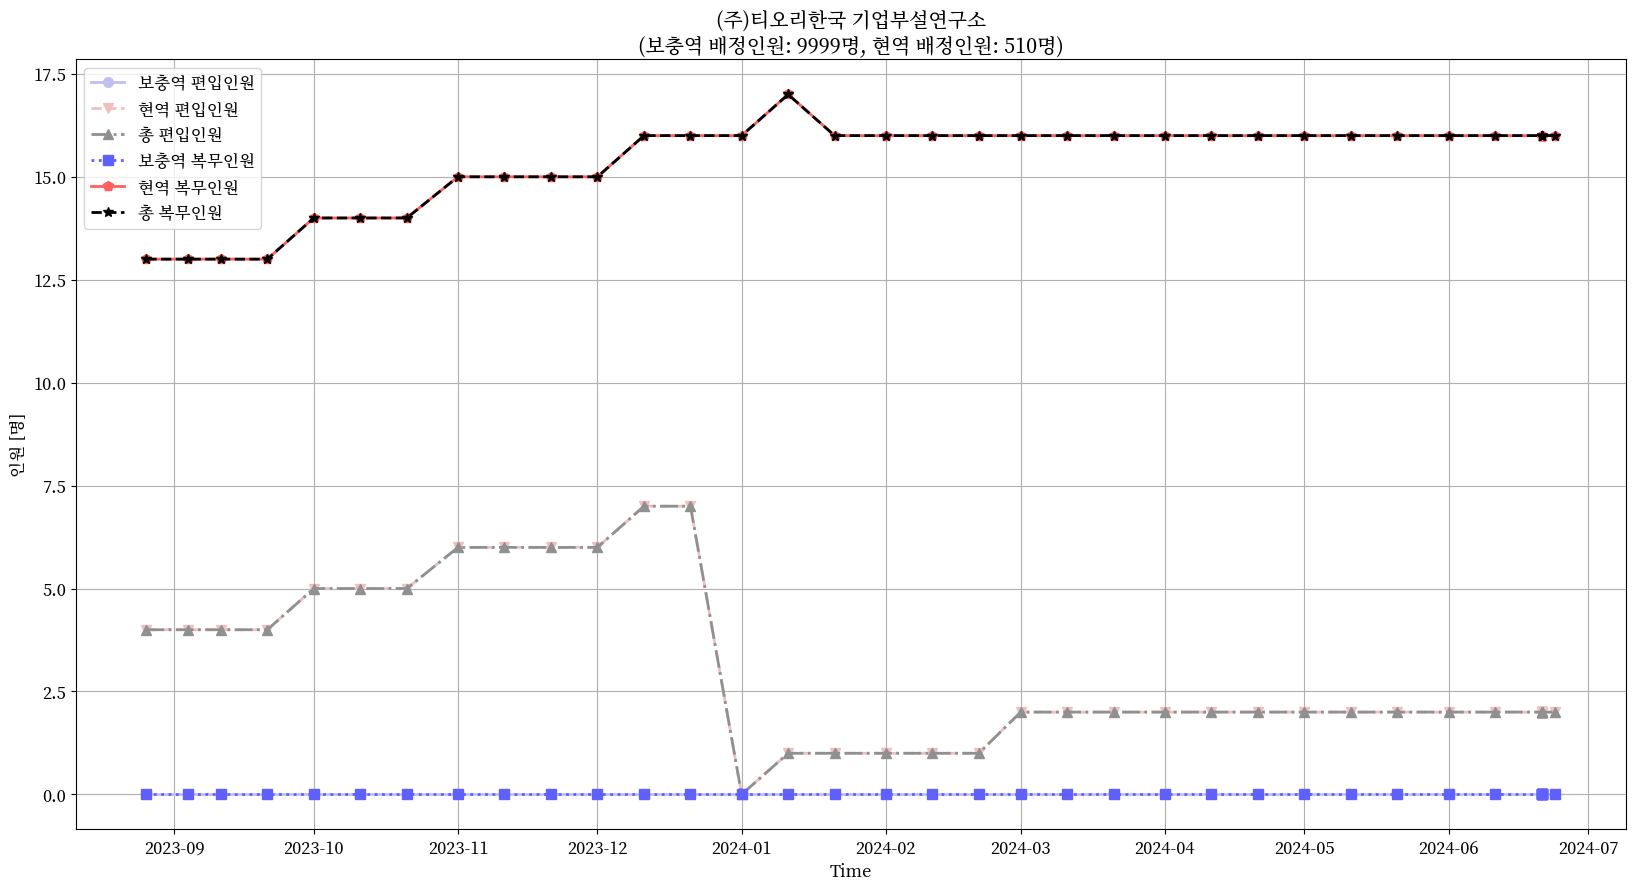 (주)티오리한국 기업부설연구소
(보충역 배정인원: 9999명, 현역 배정인원: 510명)
보충역 편입인원
현역 편입인원
총 편입인원
보충역 복무인원
현역 복무인원
총 복무인원
인원 [명]
17.5
15.0
12.5
10.0
7.5
5.0
2.5
0.0
2023-09
2023-10
2023-11
2023-12
2024-01
2024-02
2024-03
2024-04
2024-05
2024-06
2024-07
Time